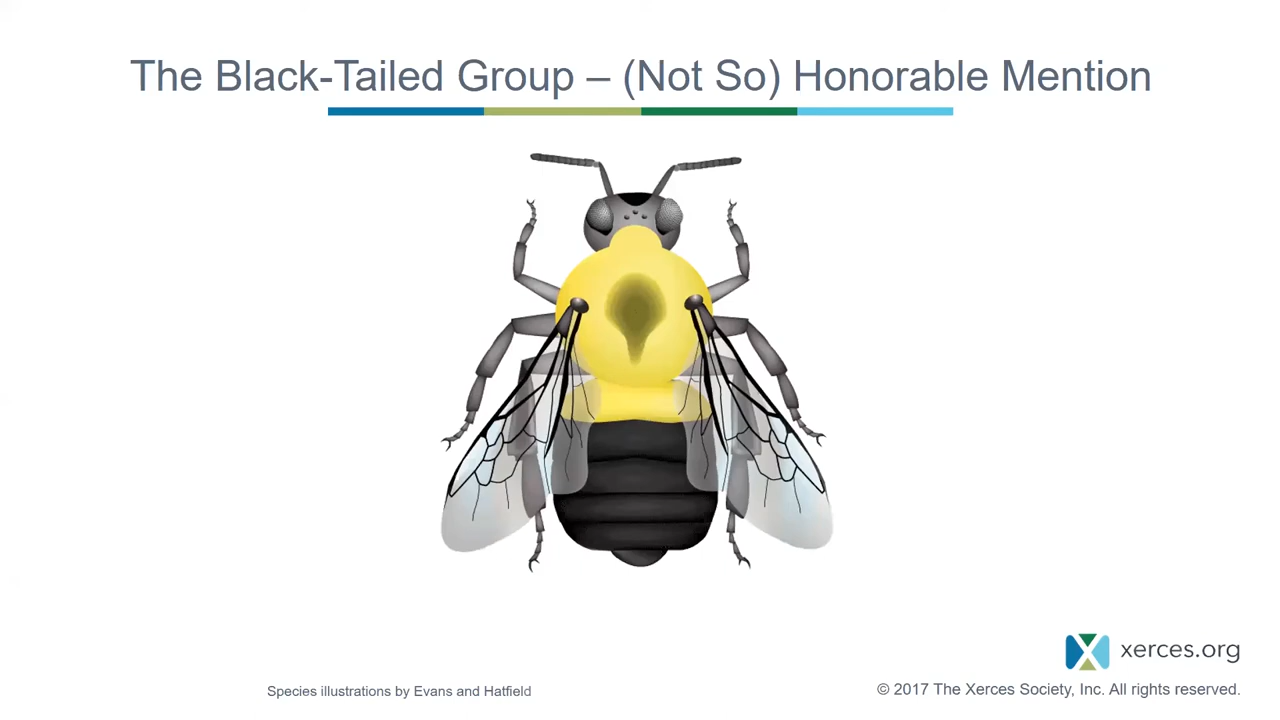 The Black-Tailed Group – (Not So) Honorable Mention
xerces.org
Species illustrations by Evans and Hatfield
© 2017 The Xerces Society, Inc. All rights reserved.